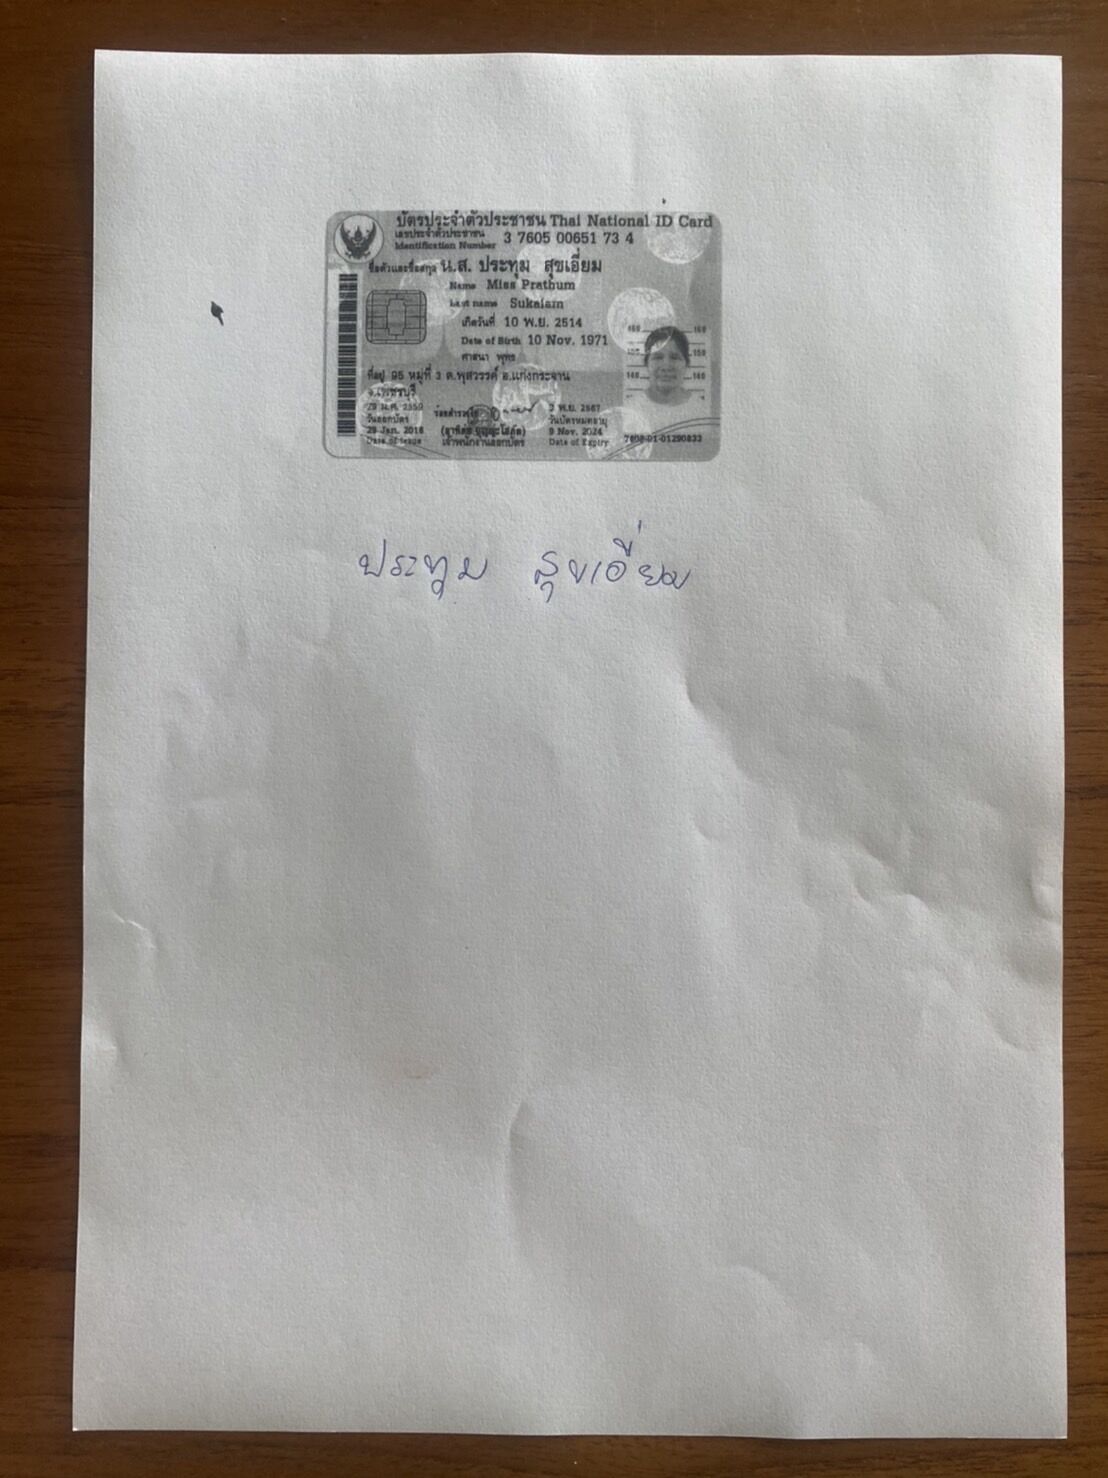 บัตรประจำตัวประชาชน Thai National ID Card
เลขประจำตัวประชาชน
Identification Number 3 7605 00651 73 4
ชื่อตัวและชื่อสกุล น.ส. ประทุม สุขเอี่ยม
Name Miss Prathum
Last name Sukaiam
เกิดวันที่ 10 พ.ย. 2514
Date of Birth 10 Nov. 1971
ศาสนา พุทธ
ที่อยู่ 95 หมู่ที่ 3 ต.พุสวรรค์ อ.แก่งกระจาน
จ.เพชรบุรี
29 ม.ค. 2559
วันออกบัตร
29 Jan. 2016
Date of Issue
เจ้าพนักงานออกบัตร
9 พ.ย. 2567
วันบัตรหมดอายุ
9 Nov. 2024
Date of Expiry
160 160
150
140 140
7608-01-01290833
ประทุม สุขเอี่ยม